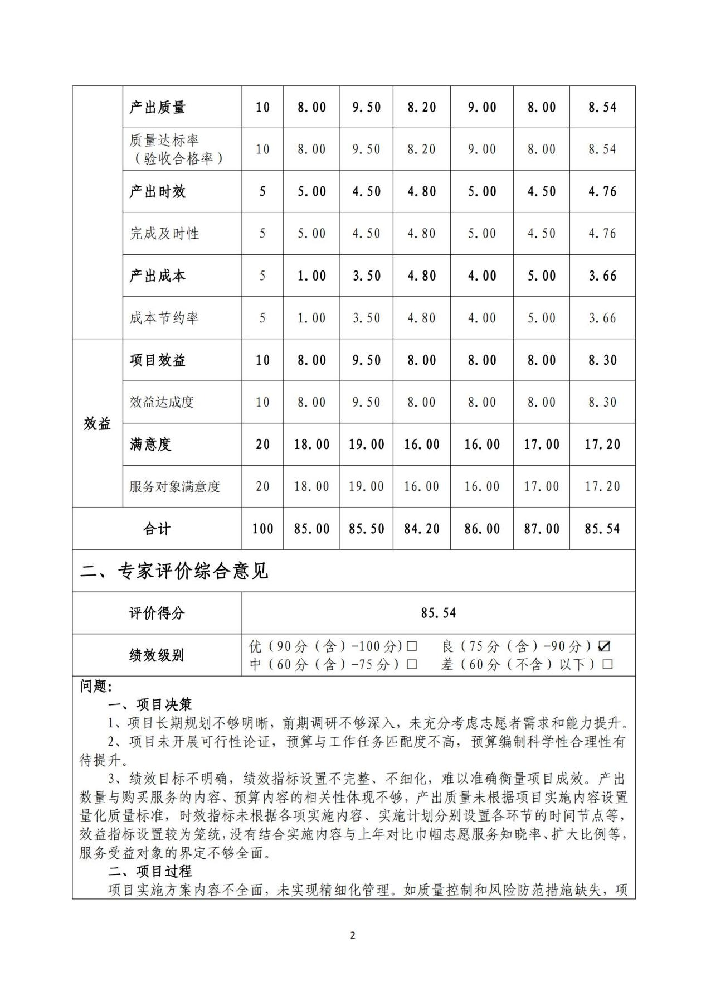 产出质量 10 8.00 9.50 8.20 9.00 8.00 8.54
质量达标率
（验收合格率） 10 8.00 9.50 8.20 9.00 8.00 8.54
产出时效 5 5.00 4.50 4.80 5.00 4.50 4.76
完成及时性 5 5.00 4.50 4.80 5.00 4.50 4.76
产出成本 5 1.00 3.50 4.80 4.00 5.00 3.66
成本节约率 5 1.00 3.50 4.80 4.00 5.00 3.66
效益
项目效益 10 8.00 9.50 8.00 8.00 8.00 8.30
效益达成度 10 8.00 9.50 8.00 8.00 8.00 8.30
满意度 20 18.00 19.00 16.00 16.00 17.00 17.20
服务对象满意度 20 18.00 19.00 16.00 16.00 17.00 17.20
合计 100 85.00 85.50 84.20 86.00 87.00 85.54
二、专家评价综合意见
评价得分 85.54
绩效级别
优（90分（含）-100分)□ 良（75分（含）-90分）☑
中（60分（含）-75分）□ 差（60分（不含）以下）□
问题：
一、项目决策
1、项目长期规划不够明晰，前期调研不够深入，未充分考虑志愿者需求和能力提升。
2、项目未开展可行性论证，预算与工作任务匹配度不高，预算编制科学性合理性有
待提升。
3、绩效目标不明确，绩效指标设置不完整、不细化，难以准确衡量项目成效。产出
数量与购买服务的内容、预算内容的相关性体现不够，产出质量未根据项目实施内容设置
量化质量标准，时效指标未根据各项实施内容、实施计划分别设置各环节的时间节点等，
效益指标设置较为笼统，没有结合实施内容与上年对比巾帼志愿服务知晓率、扩大比例等，
服务受益对象的界定不够全面。
二、项目过程
项目实施方案内容不全面，未实现精细化管理。如质量控制和风险防范措施缺失，项
2